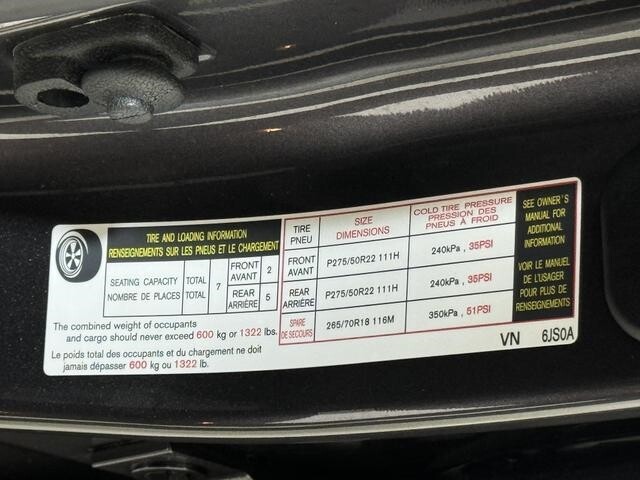 TIRE AND LOADING INFORMATION
RENSEIGNEMENTS SUR LES PNEUS ET LE CHARGEMENT
SEATING CAPACITY
NOMBRE DE PLACES
TOTAL
TOTAL
7
FRONT
AVANT
2
REAR
ARRIÈRE
5
The combined weight of occupants
and cargo should never exceed 600 kg or 1322 lbs.
Le poids total des occupants et du chargement ne doit
jamais dépasser 600 kg ou 1322 lb.
TIRE
PNEU
SIZE
DIMENSIONS
COLD TIRE PRESSURE
PRESSION DES
PNEUS À FROID
FRONT
AVANT
P275/50R22 111H
240kPa , 35PSI
REAR
ARRIÈRE
P275/50R22 111H
240kPa , 35PSI
SPARE
DE SECOURS
265/70R18 116M
350kPa , 51PSI
SEE OWNER'S
MANUAL FOR
ADDITIONAL
INFORMATION
VOIR LE MANUEL
DE L'USAGER
POUR PLUS DE
RENSEIGNEMENTS
VN 6JS0A